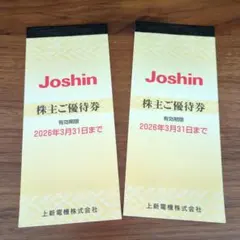 Joshin
株主ご優待券
有効期限
2026年3月31日まで
上新電機株式会社
Joshin
株主ご優待券
有効期限
2026年3月31日まで
上新電機株式会社